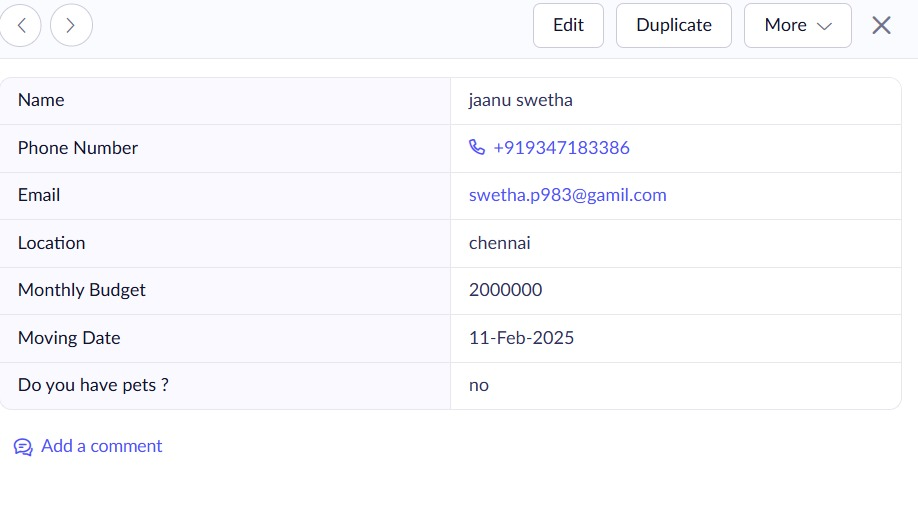 Edit Duplicate More
Name jaanu swetha
Phone Number +919347183386
Email swetha.p983@gamil.com
Location chennai
Monthly Budget 2000000
Moving Date 11-Feb-2025
Do you have pets ? no
Add a comment